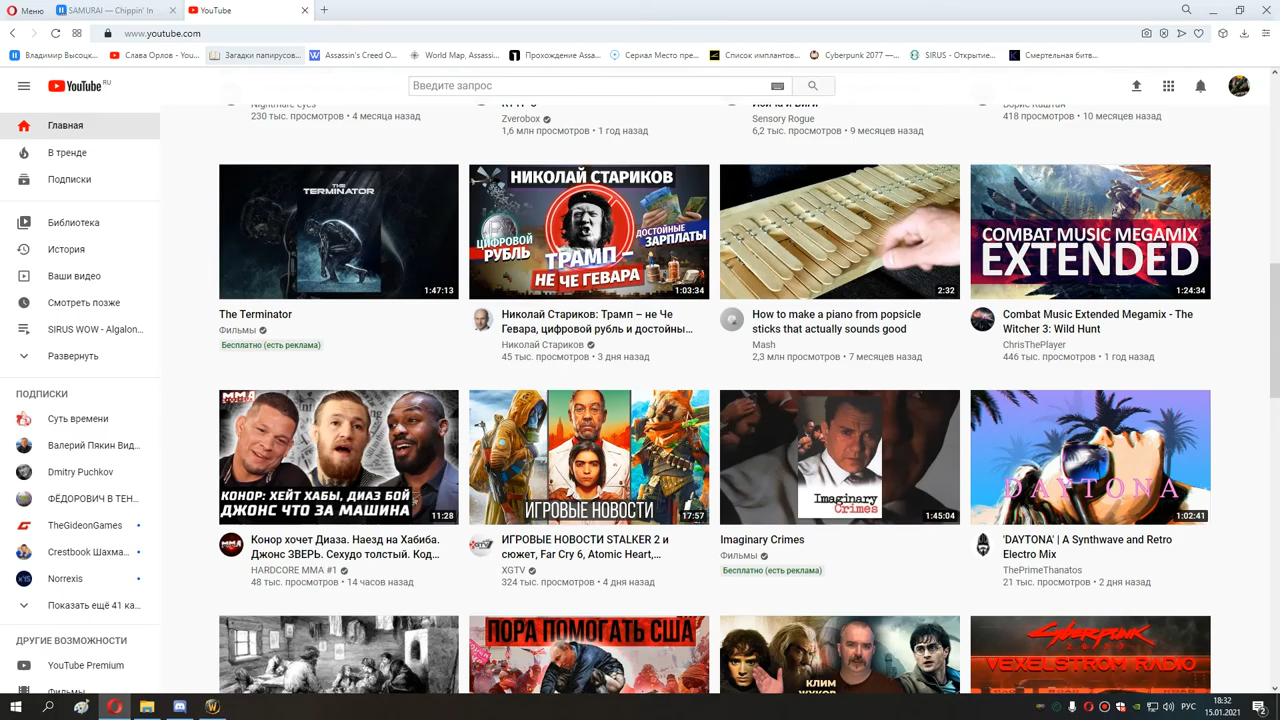 Меню
SAMURAI — Chippin' In
YouTube
www.youtube.com
Владимир Высоцк...
Слава Орлов - You...
Загадки папирусов...
Assassin's Creed O...
World Map, Assassi...
Прохождение Assa...
Сериал Место пре...
Список имплантов...
Cyberpunk 2077 —...
SIRUS - Открытие...
Смертельная битв...
YouTube RU
Введите запрос
Nightmare eyes
230 тыс. просмотров • 4 месяца назад
Zverobox
1,6 млн просмотров • 1 год назад
Sensory Rogue
6,2 тыс. просмотров • 9 месяцев назад
Борис Каштан
418 просмотров • 10 месяцев назад
Главная
В тренде
Подписки
Библиотека
История
Ваши видео
Смотреть позже
SIRUS WOW - Algalon...
Развернуть
ПОДПИСКИ
Суть времени
Валерий Пякин Вид...
Dmitry Puchkov
ФЁДОРОВИЧ В ТЕН...
TheGideonGames
Crestbook Шахма...
Norrexis
Показать ещё 41 ка...
ДРУГИЕ ВОЗМОЖНОСТИ
YouTube Premium
Фильмы
THE
TERMINATOR
1:47:13
The Terminator
Фильмы
Бесплатно (есть реклама)
НИКОЛАЙ СТАРИКОВ
ЦИФРОВОЙ
РУБЛЬ
ДОСТОЙНЫЕ
ЗАРПЛАТЫ
ТРАМП –
НЕ ЧЕ ГЕВАРА
1:03:34
Николай Стариков: Трамп – не Че
Гевара, цифровой рубль и достойны...
Николай Стариков
45 тыс. просмотров • 3 дня назад
2:32
How to make a piano from popsicle
sticks that actually sounds good
Mash
2,3 млн просмотров • 7 месяцев назад
COMBAT MUSIC MEGAMIX
EXTENDED
1:24:34
Combat Music Extended Megamix - The
Witcher 3: Wild Hunt
ChrisThePlayer
446 тыс. просмотров • 1 год назад
MMA
КОНОР: ХЕЙТ ХАБЫ, ДИАЗ БОЙ
ДЖОНС ЧТО ЗА МАШИНА
11:28
Конор хочет Диаза. Наезд на Хабиба.
Джонс ЗВЕРЬ. Сехудо толстый. Код...
HARDCORE MMA #1
48 тыс. просмотров • 14 часов назад
ИГРОВЫЕ НОВОСТИ
17:57
ИГРОВЫЕ НОВОСТИ STALKER 2 и
сюжет, Far Cry 6, Atomic Heart,...
XGTV
324 тыс. просмотров • 4 дня назад
Imaginary
Crimes
1:45:04
Imaginary Crimes
Фильмы
Бесплатно (есть реклама)
DAYTONA
1:02:41
'DAYTONA' | A Synthwave and Retro
Electro Mix
ThePrimeThanatos
21 тыс. просмотров • 2 дня назад
ПОРА ПОМОГАТЬ США
КЛИМ
ЖУКОВ
Cyberpunk
2077
VEXELSTROM RADIO
РУС
18:32
15.01.2021
2